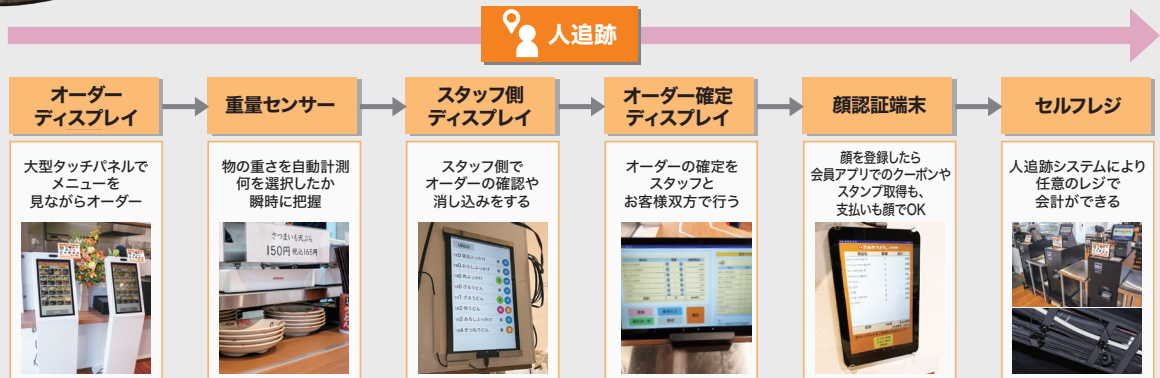 人追跡
オーダー
ディスプレイ
重量センサー
スタッフ側
ディスプレイ
オーダー確定
ディスプレイ
顔認証端末
セルフレジ
大型タッチパネルで
メニューを
見ながらオーダー
物の重さを自動計測
何を選択したか
瞬時に把握
スタッフ側で
オーダーの確認や
消し込みをする
オーダーの確定を
スタッフと
お客様双方で行う
顔を登録したら
会員アプリでのクーポンや
スタンプ取得も、
支払いも顔でOK
人追跡システムにより
任意のレジで
会計ができる
さつまいも天ぷら
150円 税込165円